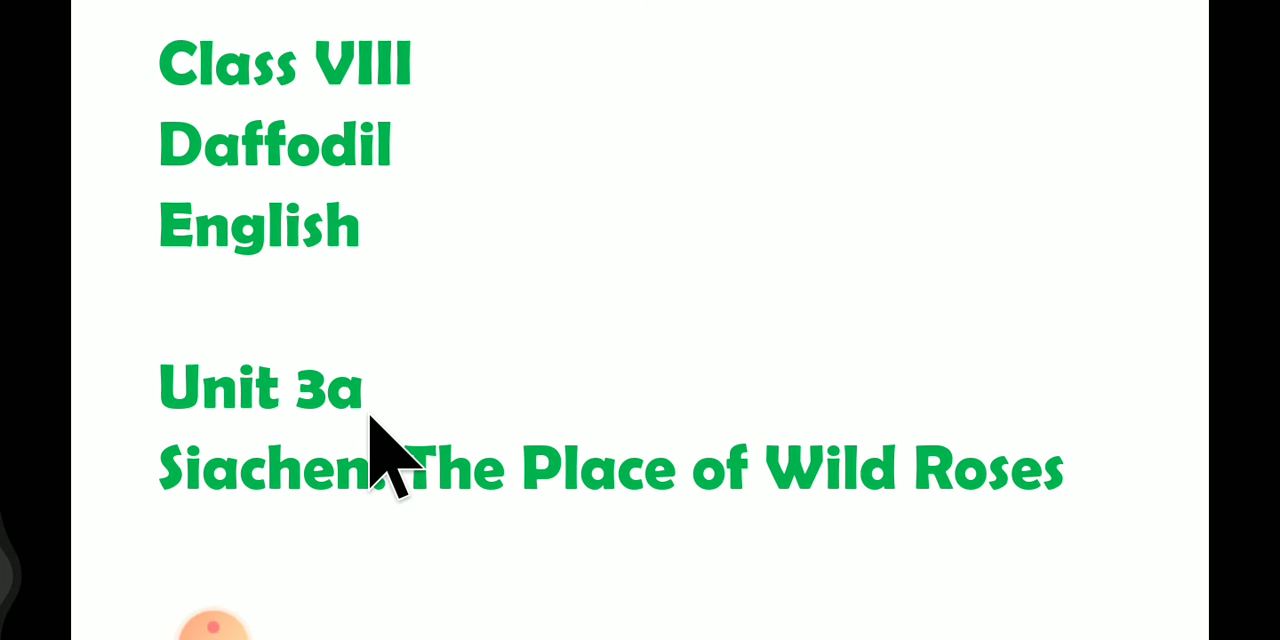 Class VIII
Daffodil
English
Unit 3a
Siachen: The Place of Wild Roses